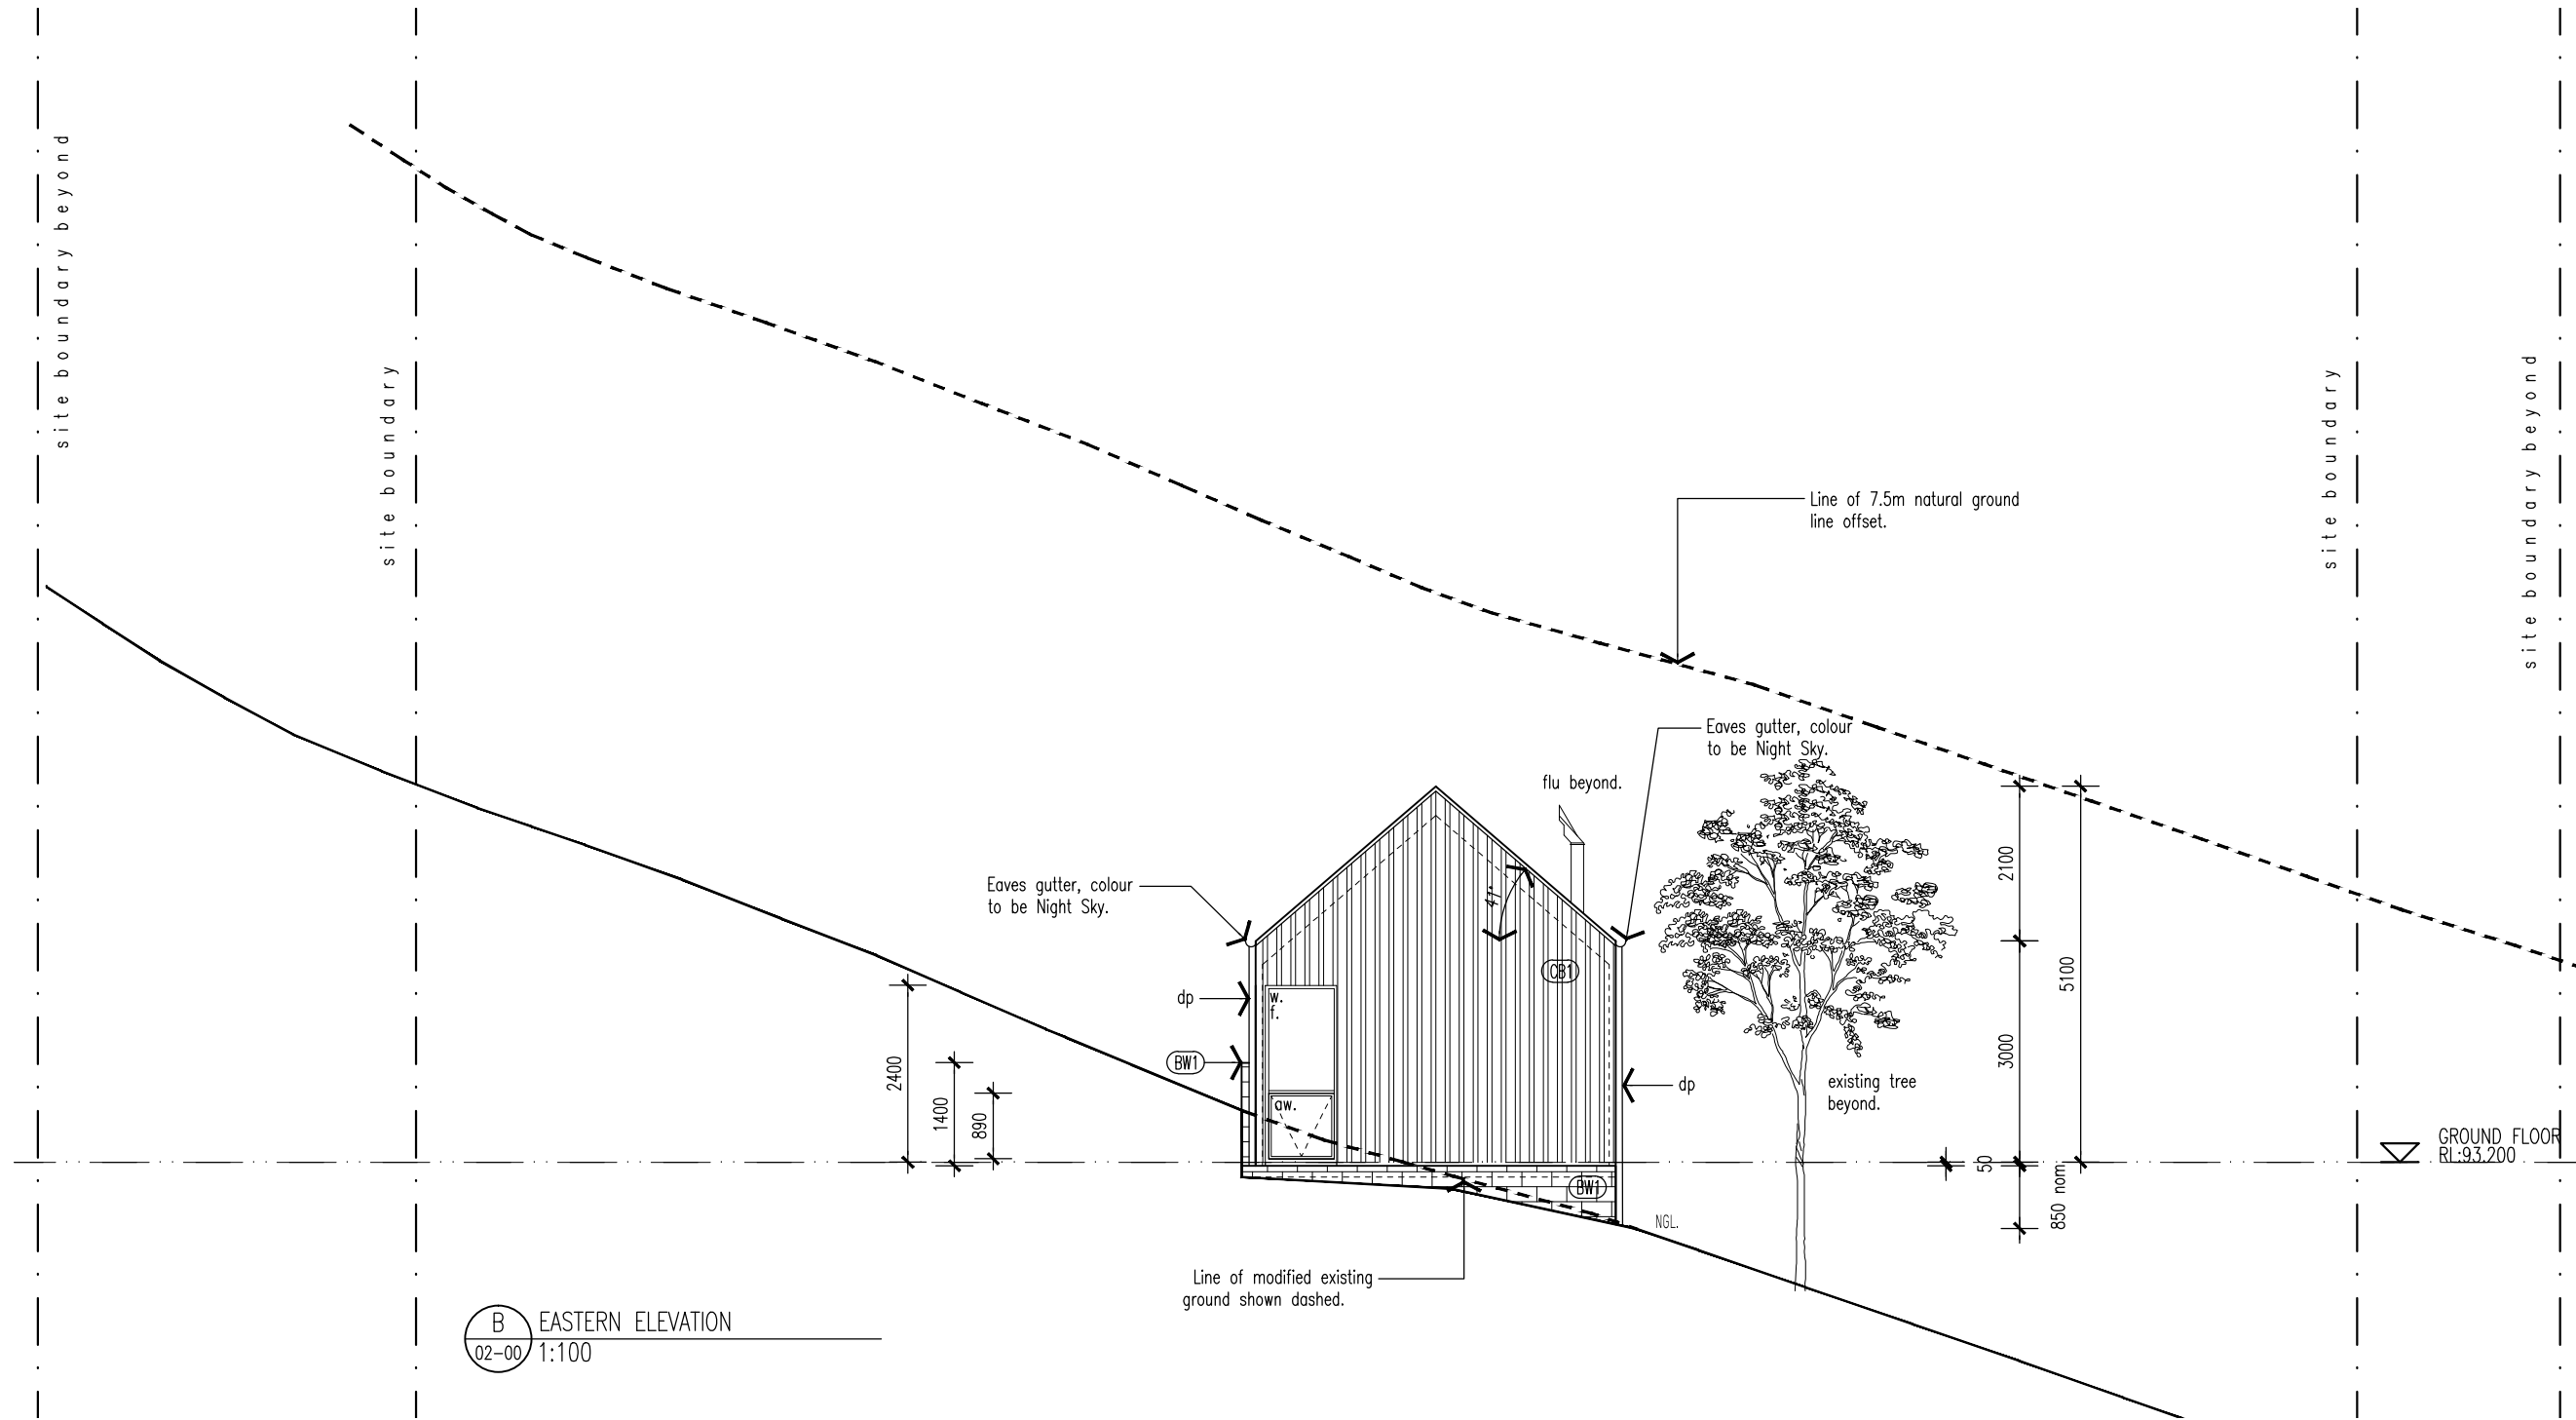 site boundary beyond
site boundary
site boundary
site boundary beyond
Line of 7.5m natural ground
line offset.
Eaves gutter, colour
to be Night Sky.
flu beyond.
Eaves gutter, colour
to be Night Sky.
41°
2100
5100
3000
CB1
dp
w.
f.
BW1
dp
2400
1400
890
aw.
existing tree
beyond.
GROUND FLOOR
RL:93.200
50
850 nom
BW1
NGL.
Line of modified existing
ground shown dashed.
B
02-00
EASTERN ELEVATION
1:100